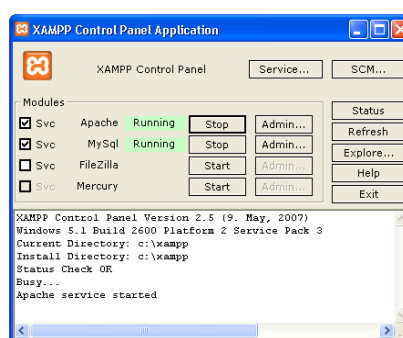 XAMPP Control Panel Application
XAMPP Control Panel
Service...
SCM...
Modules
Svc Apache Running Stop Admin...
Svc MySql Running Stop Admin...
Svc FileZilla Start Admin...
Svc Mercury Start Admin...
Status
Refresh
Explore...
Help
Exit
XAMPP Control Panel Version 2.5 (9. May, 2007)
Windows 5.1 Build 2600 Platform 2 Service Pack 3
Current Directory: c:\xampp
Install Directory: c:\xampp
Status Check OK
Busy...
Apache service started